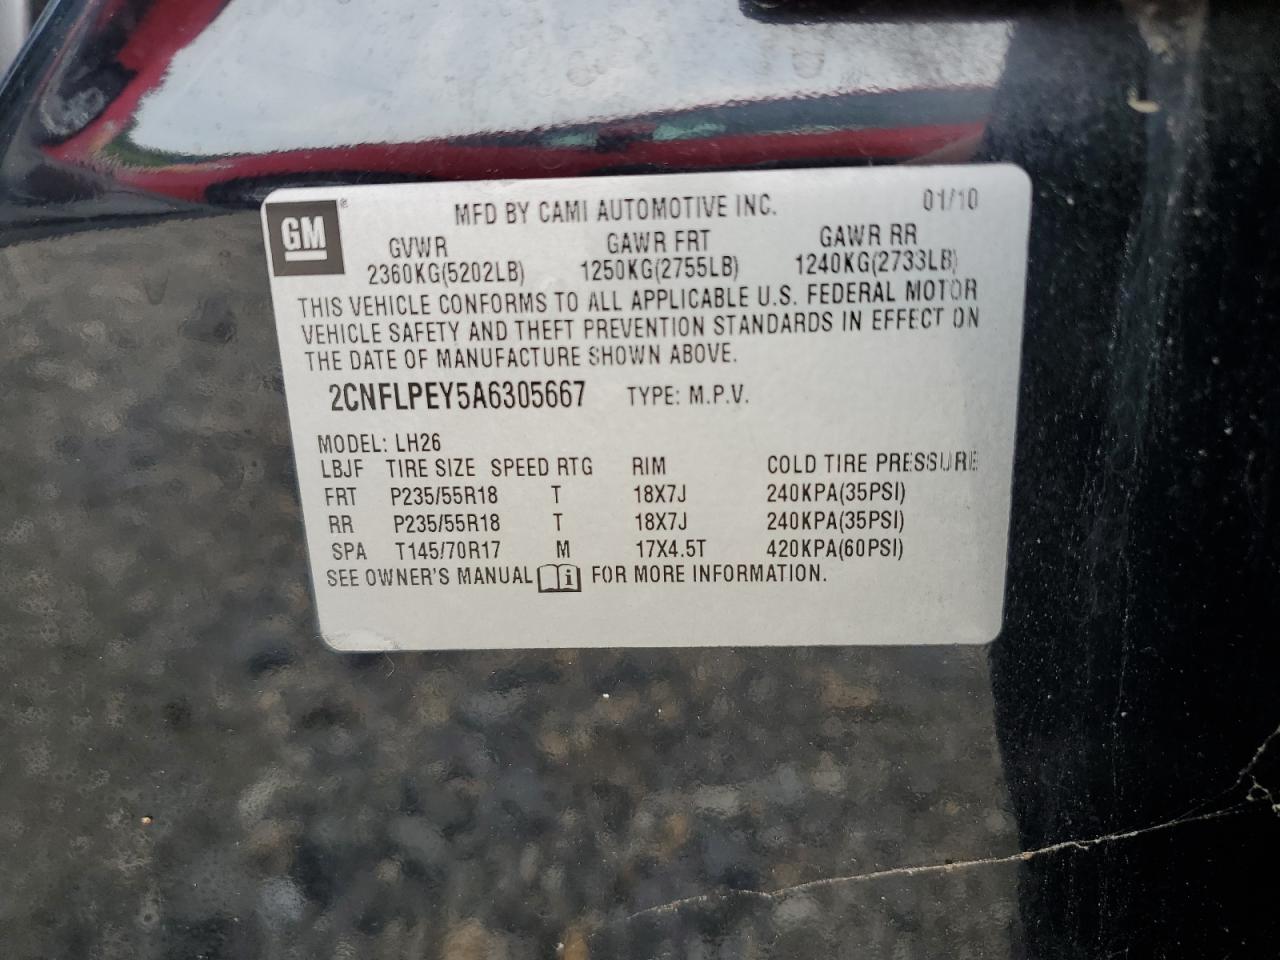 GM®
MFD BY CAMI AUTOMOTIVE INC. 01/10
GVWR GAWR FRT GAWR RR
2360KG(5202LB) 1250KG(2755LB) 1240KG(2733LB)
THIS VEHICLE CONFORMS TO ALL APPLICABLE U.S. FEDERAL MOTOR
VEHICLE SAFETY AND THEFT PREVENTION STANDARDS IN EFFECT ON
THE DATE OF MANUFACTURE SHOWN ABOVE.
2CNFLPEY5A6305667 TYPE: M.P.V.
MODEL: LH26
LBJF TIRE SIZE SPEED RTG RIM COLD TIRE PRESSURE
FRT P235/55R18 T 18X7J 240KPA(35PSI)
RR P235/55R18 T 18X7J 240KPA(35PSI)
SPA T145/70R17 M 17X4.5T 420KPA(60PSI)
SEE OWNER'S MANUAL i FOR MORE INFORMATION.